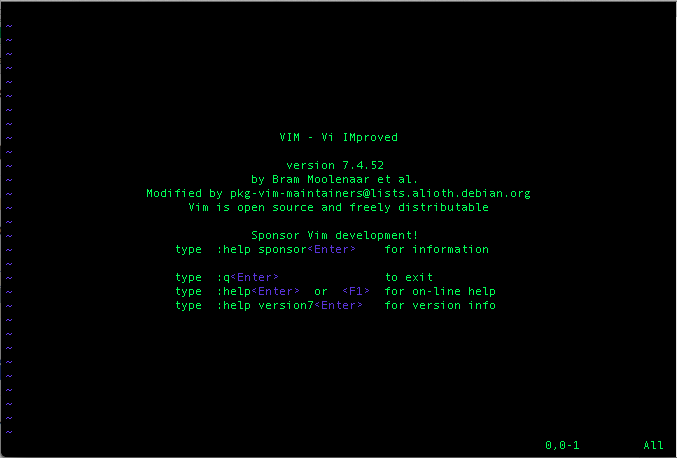 ~
~
~
~
~
~
~
~
VIM - Vi IMproved
~
~
version 7.4.52
~
by Bram Moolenaar et al.
~
Modified by pkg-vim-maintainers@lists.alioth.debian.org
~
Vim is open source and freely distributable
~
~
Sponsor Vim development!
~
type  :help sponsor<Enter>    for information
~
~
type  :q<Enter>                   to exit
~
type  :help<Enter>  or  <F1>  for on-line help
~
type  :help version7<Enter>   for version info
~
~
~
~
~
~
~
~
~
0,0-1         All